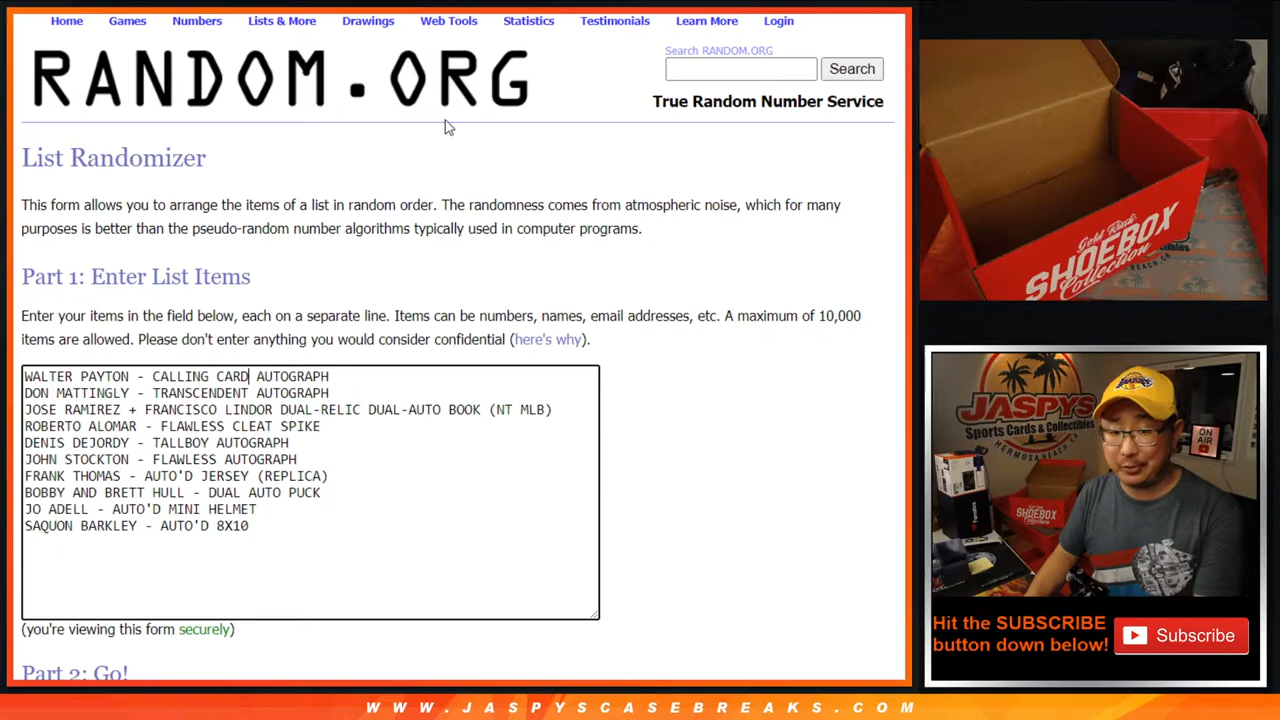 Home Games Numbers Lists & More Drawings Web Tools Statistics Testimonials Learn More Login
RANDOM.ORG
Search RANDOM.ORG
Search
True Random Number Service
List Randomizer
This form allows you to arrange the items of a list in random order. The randomness comes from atmospheric noise, which for many
purposes is better than the pseudo-random number algorithms typically used in computer programs.
Part 1: Enter List Items
Enter your items in the field below, each on a separate line. Items can be numbers, names, email addresses, etc. A maximum of 10,000
items are allowed. Please don't enter anything you would consider confidential (here's why).
WALTER PAYTON - CALLING CARD AUTOGRAPH
DON MATTINGLY - TRANSCENDENT AUTOGRAPH
JOSE RAMIREZ + FRANCISCO LINDOR DUAL-RELIC DUAL-AUTO BOOK (NT MLB)
ROBERTO ALOMAR - FLAWLESS CLEAT SPIKE
DENIS DEJORDY - TALLBOY AUTOGRAPH
JOHN STOCKTON - FLAWLESS AUTOGRAPH
FRANK THOMAS - AUTO'D JERSEY (REPLICA)
BOBBY AND BRETT HULL - DUAL AUTO PUCK
JO ADELL - AUTO'D MINI HELMET
SAQUON BARKLEY - AUTO'D 8X10
(you're viewing this form securely)
Part 2: Go!
Gold Rush
SHOEBOX
Collection
JASPYS
Sports Cards & Collectibles
HERMOSA BEACH, CA
ON
AIR
SHOEBOX
Fanatics
Hit the SUBSCRIBE
button down below!
Subscribe
WWW.JASPYSCASEBREAKS.COM